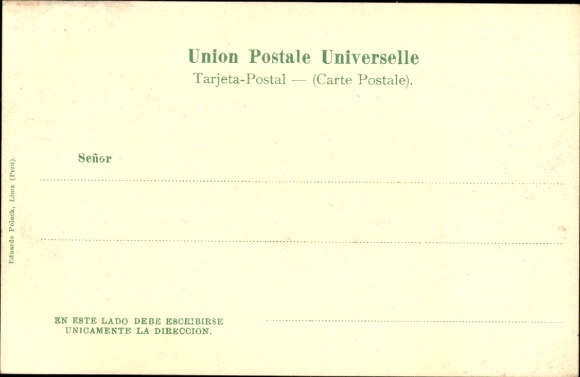 Union Postale Universelle
Tarjeta-Postal — (Carte Postale).
Señor
EN ESTE LADO DEBE ESCRIBIRSE
UNICAMENTE LA DIRECCION.
Eduardo Polack, Lima (Perú).